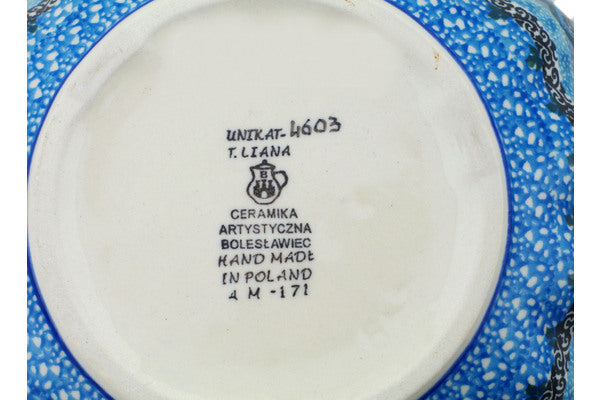 UNIKAT-4603
T. LIANA
B
CERAMIKA
ARTYSTYCZNA
BOLESŁAWIEC
HAND MADE
IN POLAND
A M -171